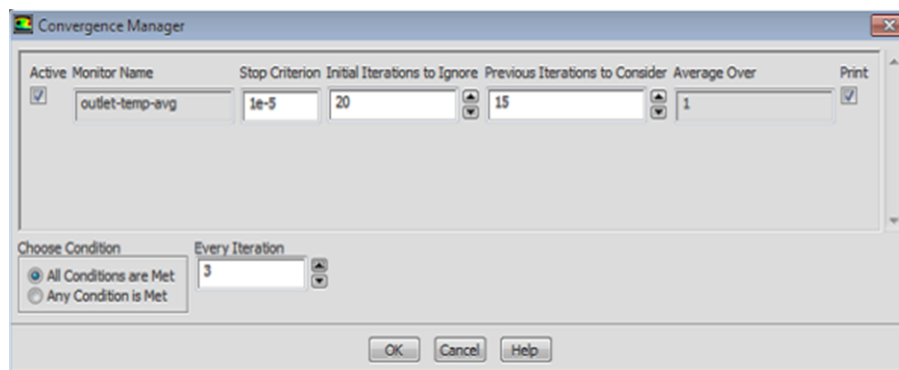 Convergence Manager
Active Monitor Name Stop Criterion Initial Iterations to Ignore Previous Iterations to Consider Average Over Print
outlet-temp-avg 1e-5 20 15 1
Choose Condition Every Iteration
All Conditions are Met 3
Any Condition is Met
OK Cancel Help